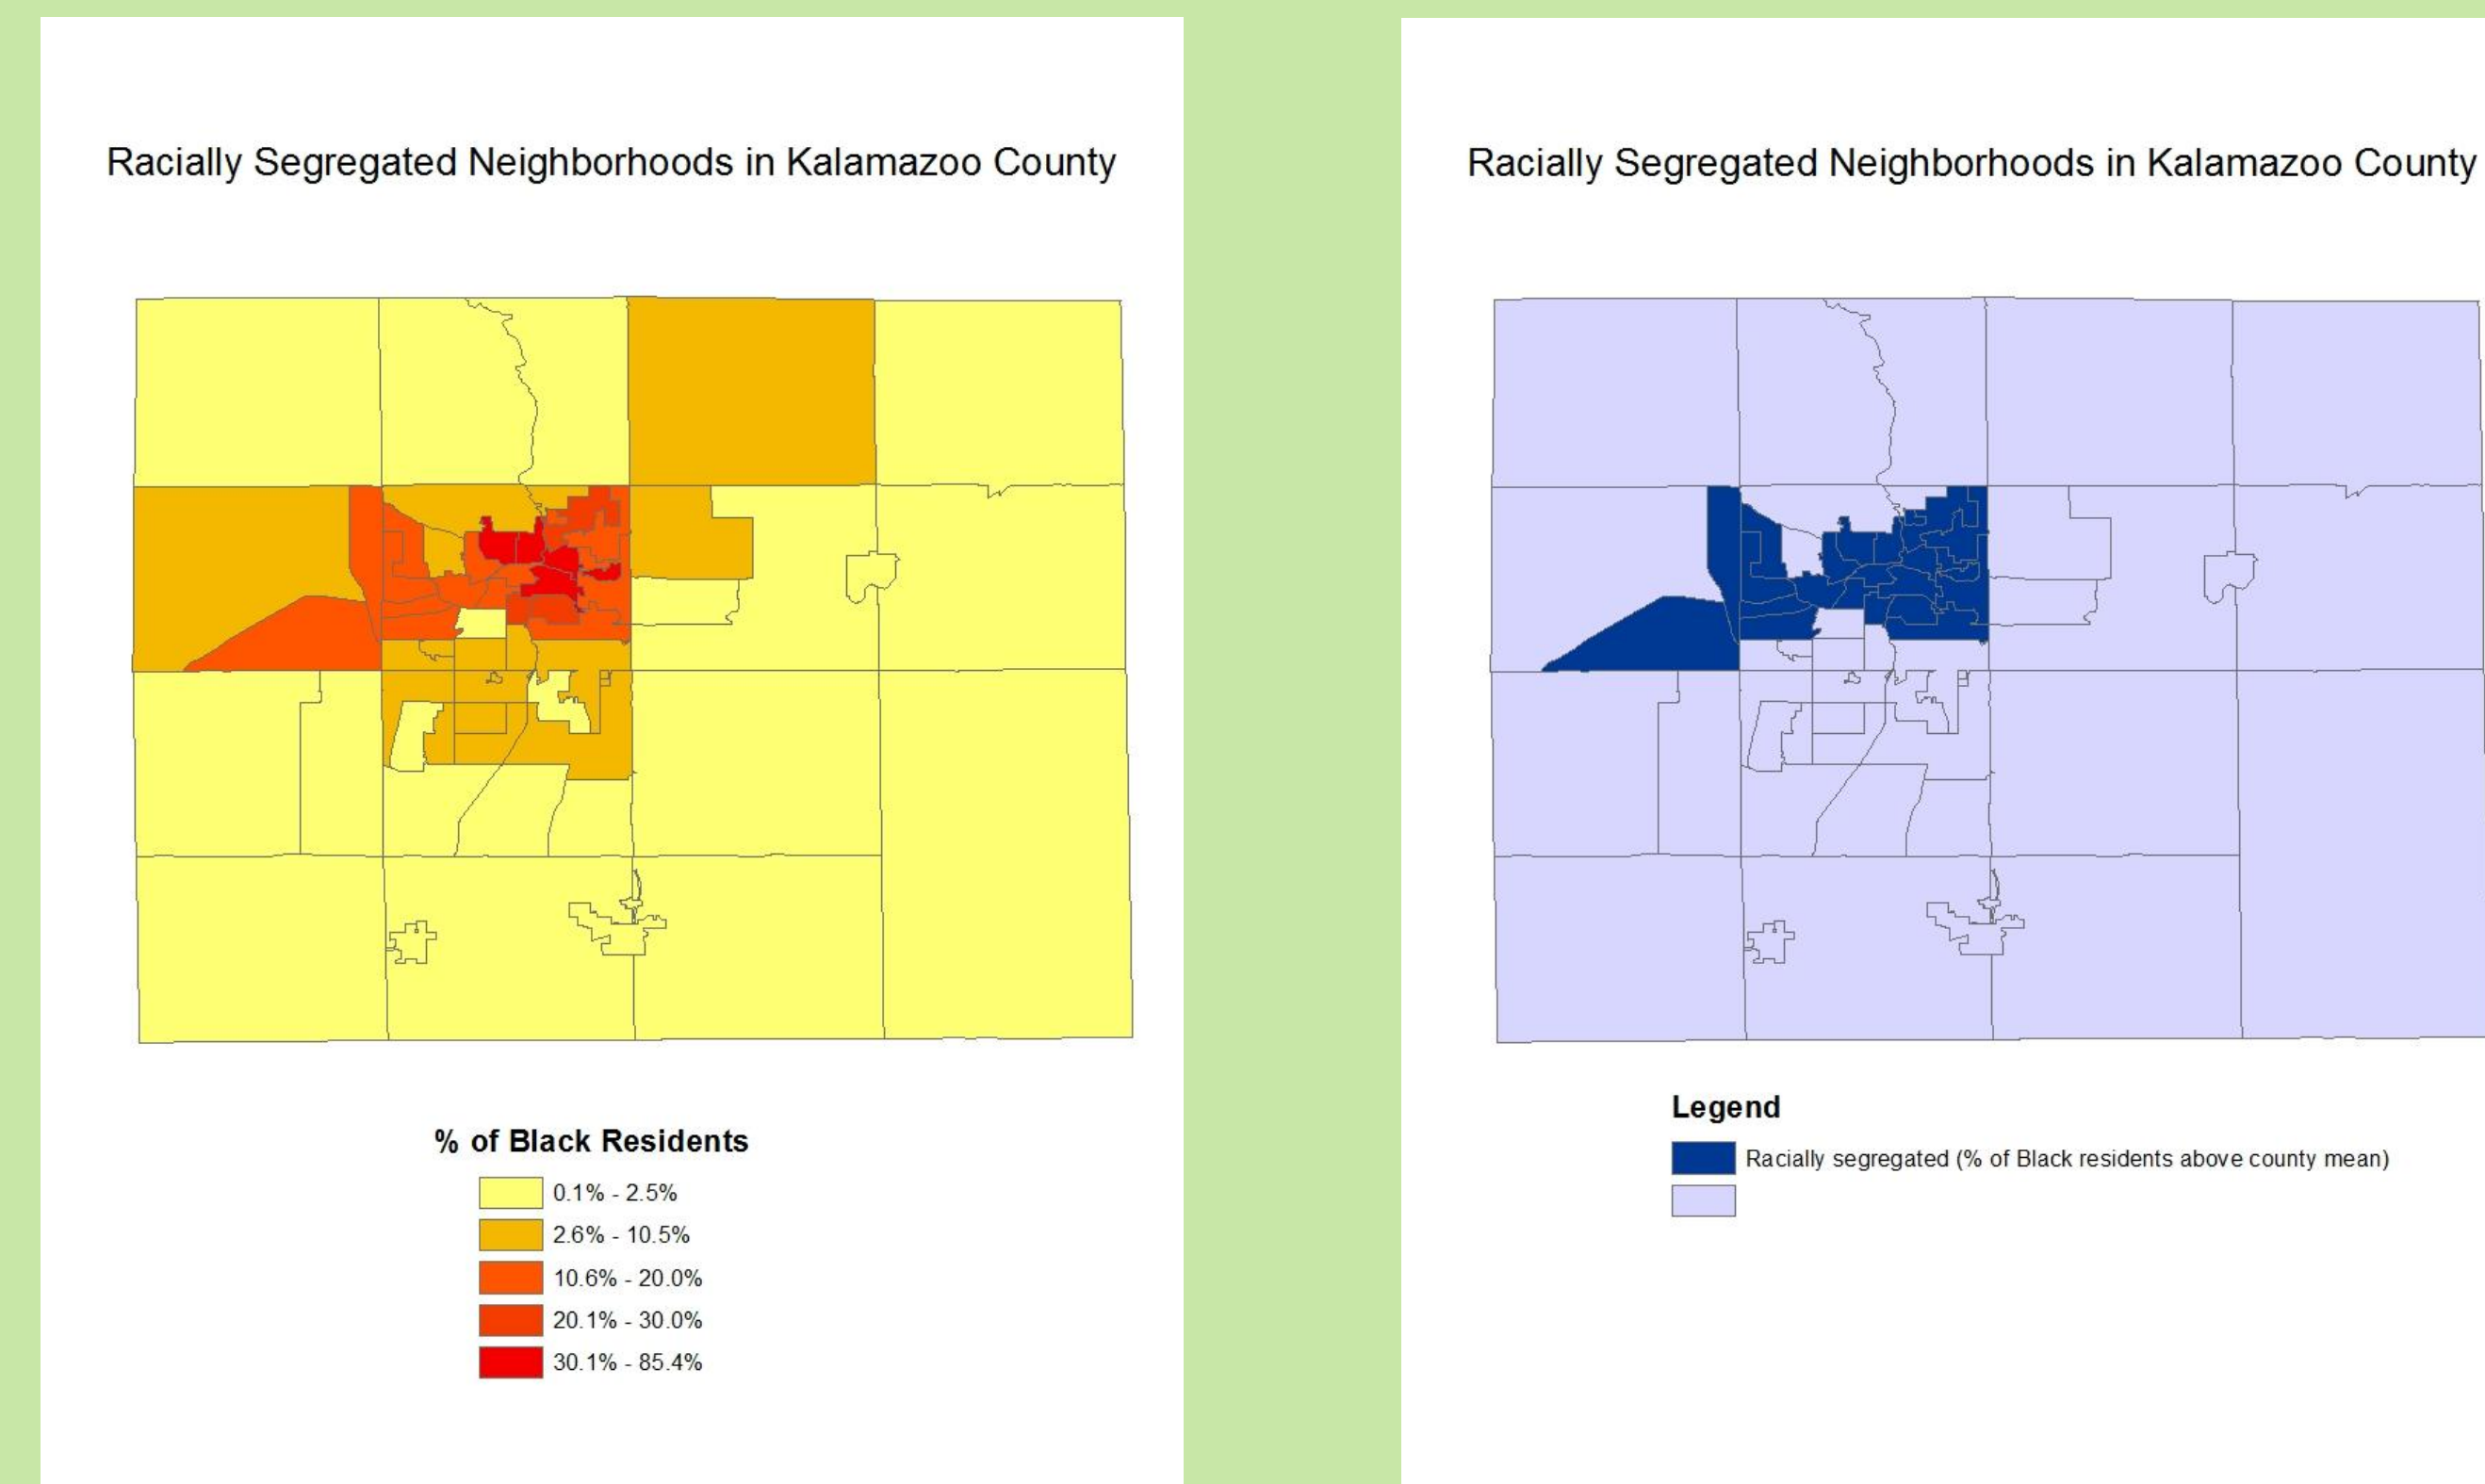 Racially Segregated Neighborhoods in Kalamazoo County
% of Black Residents
0.1% - 2.5%
2.6% - 10.5%
10.6% - 20.0%
20.1% - 30.0%
30.1% - 85.4%
Racially Segregated Neighborhoods in Kalamazoo County
Legend
Racially segregated (% of Black residents above county mean)